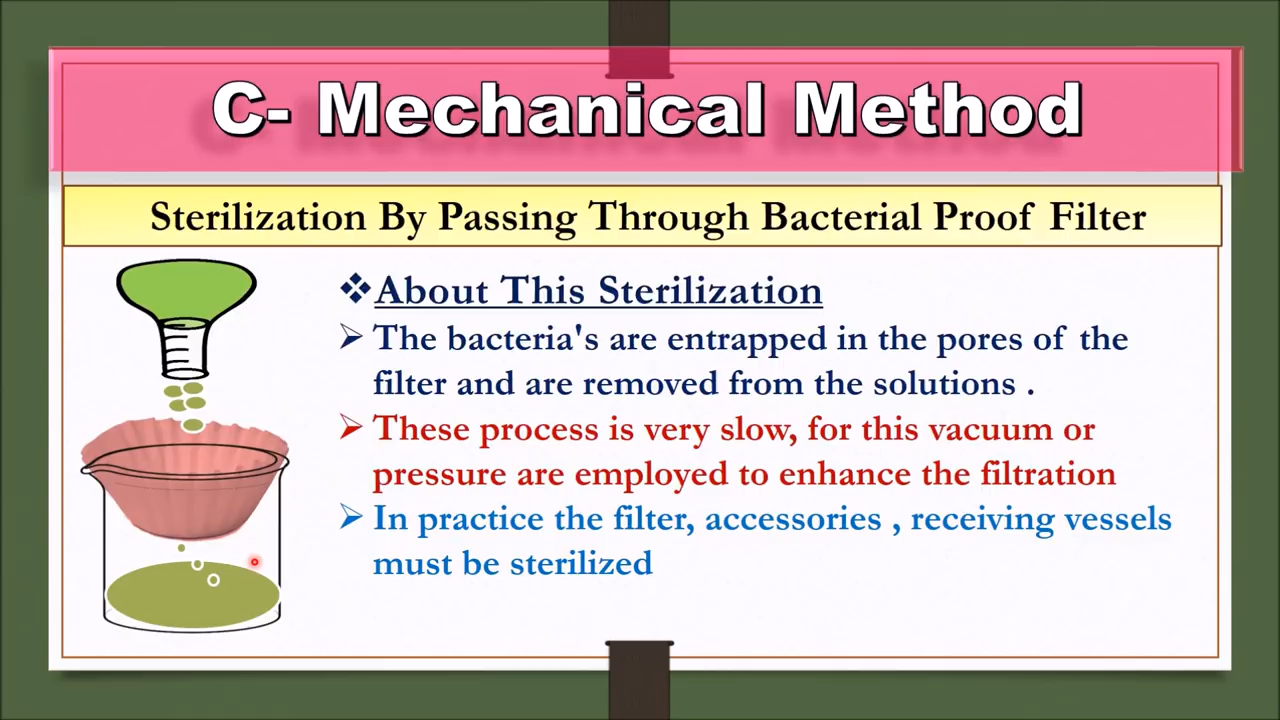 C- Mechanical Method
Sterilization By Passing Through Bacterial Proof Filter
❖About This Sterilization
➢ The bacteria's are entrapped in the pores of the
filter and are removed from the solutions .
➢ These process is very slow, for this vacuum or
pressure are employed to enhance the filtration
➢ In practice the filter, accessories , receiving vessels
must be sterilized